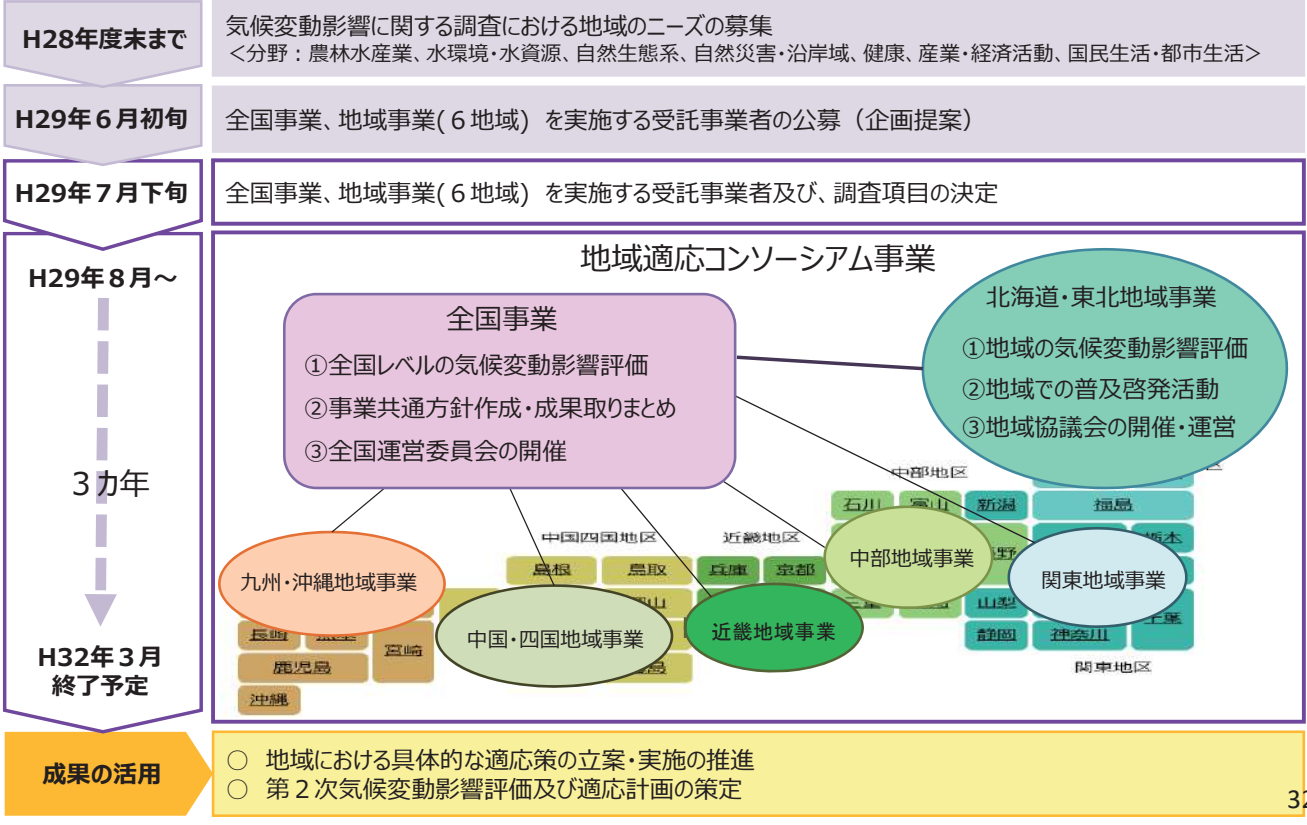 H28年度末まで
気候変動影響に関する調査における地域のニーズの募集
＜分野：農林水産業、水環境・水資源、自然生態系、自然災害・沿岸域、健康、産業・経済活動、国民生活・都市生活＞
H29年６月初旬
全国事業、地域事業(６地域) を実施する受託事業者の公募（企画提案）
H29年７月下旬
全国事業、地域事業(６地域) を実施する受託事業者及び、調査項目の決定
H29年８月～
３カ年
H32年３月
終了予定
地域適応コンソーシアム事業
全国事業
①全国レベルの気候変動影響評価
②事業共通方針作成・成果取りまとめ
③全国運営委員会の開催
北海道・東北地域事業
①地域の気候変動影響評価
②地域での普及啓発活動
③地域協議会の開催・運営
中部地区
石川
富山
新潟
福島
中国四国地区
近畿地区
島根
鳥取
兵庫
京都
栃木
九州・沖縄地域事業
中国・四国地域事業
近畿地域事業
中部地域事業
関東地域事業
山梨
千葉
長崎
宮崎
静岡
神奈川
鹿児島
関東地区
沖縄
成果の活用
○ 地域における具体的な適応策の立案・実施の推進
○ 第２次気候変動影響評価及び適応計画の策定
32